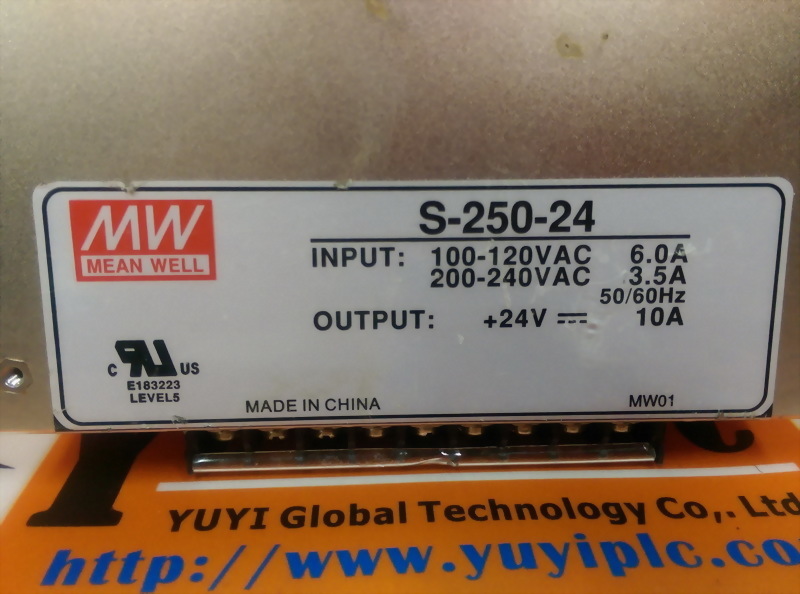 MW
MEAN WELL
S-250-24
INPUT: 100-120VAC 6.0A
200-240VAC 3.5A
50/60Hz
OUTPUT: +24V 10A
C US
E183223
LEVEL5
MADE IN CHINA
MW01
YUYI Global Technology Co,. Ltd
http://www.yuyiplc.co